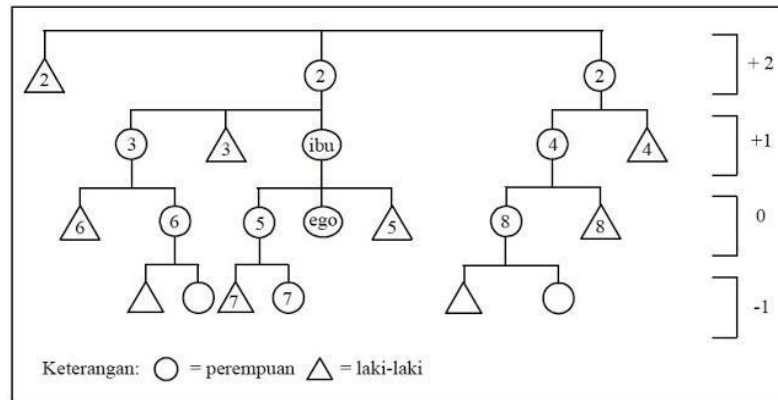 2 2 2 + 2
3 3 ibu 4 4 +1
6 6 5 ego 5 8 8 0
7 7 -1
Keterangan: = perempuan = laki-laki